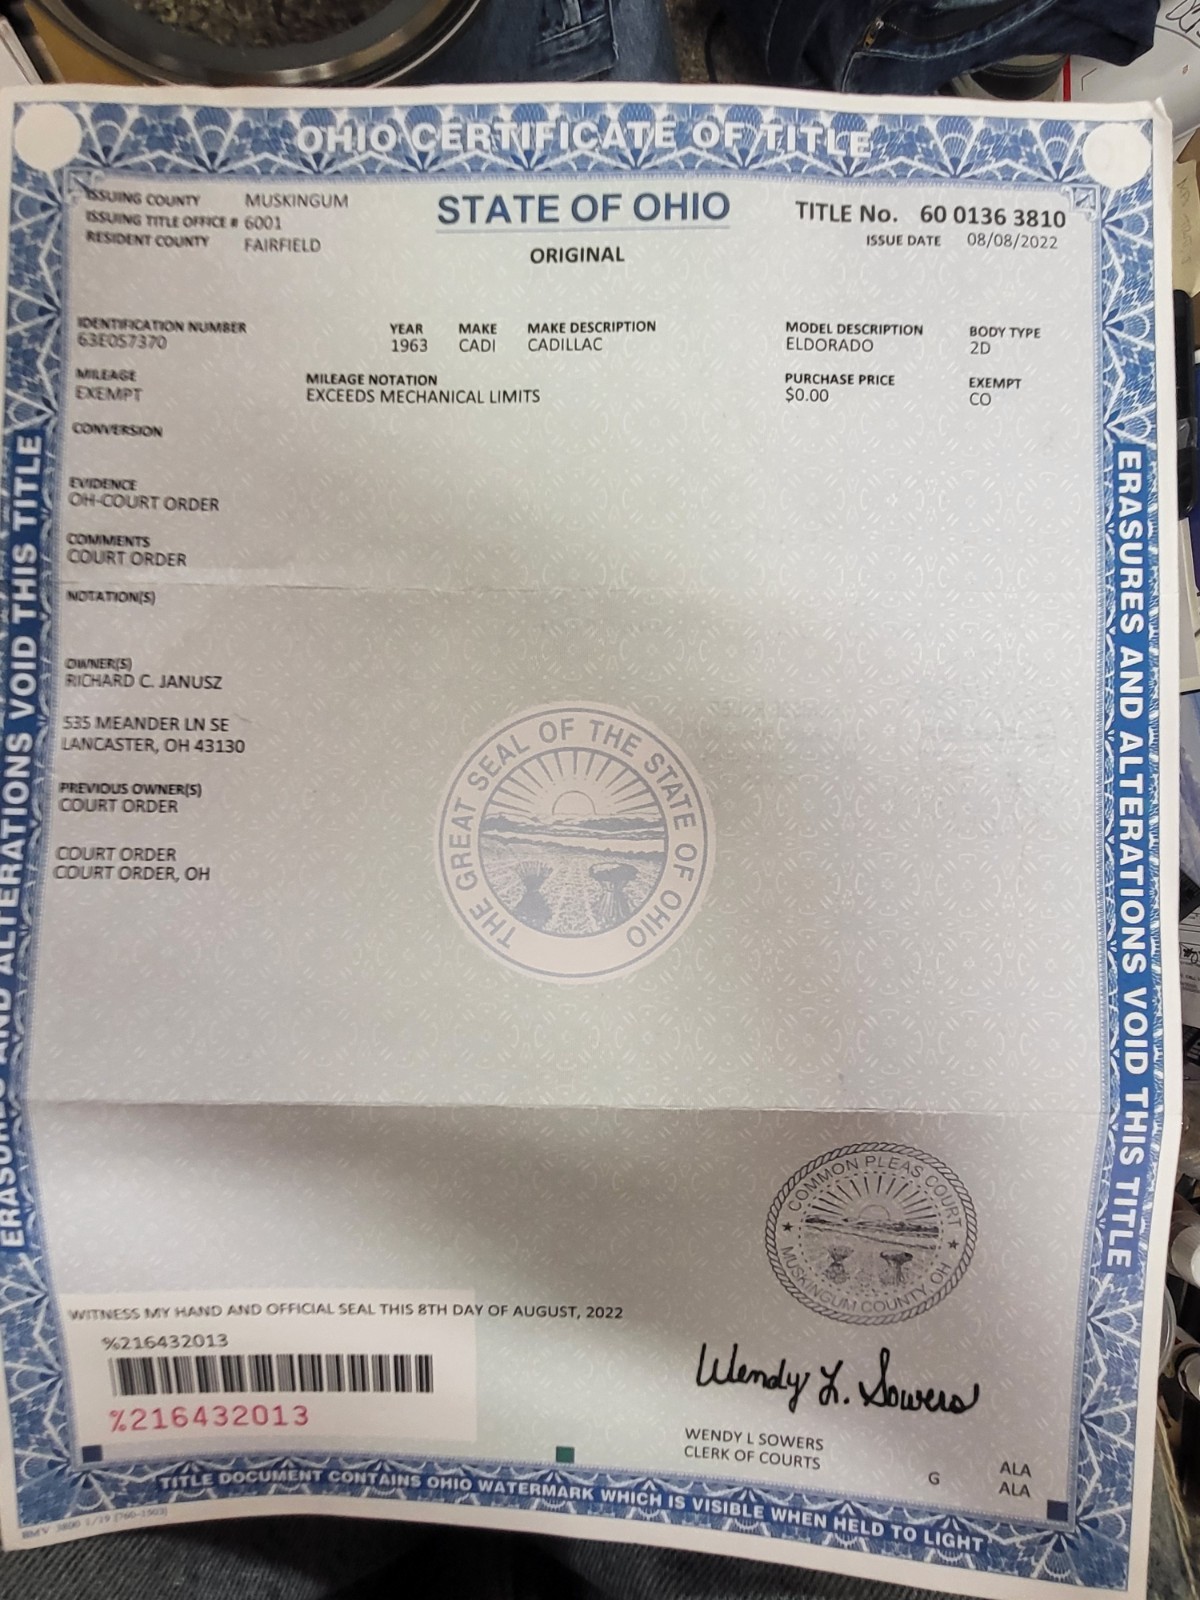 OHIO CERTIFICATE OF TITLE
ISSUING COUNTY MUSKINGUM
ISSUING TITLE OFFICE # 6001
RESIDENT COUNTY FAIRFIELD
STATE OF OHIO
ORIGINAL
TITLE No. 60 0136 3810
ISSUE DATE 08/08/2022
IDENTIFICATION NUMBER YEAR MAKE MAKE DESCRIPTION MODEL DESCRIPTION BODY TYPE
63E057370 1963 CADI CADILLAC ELDORADO 2D
MILEAGE MILEAGE NOTATION PURCHASE PRICE EXEMPT
EXEMPT EXCEEDS MECHANICAL LIMITS $0.00 CO
CONVERSION
EVIDENCE
OH-COURT ORDER
COMMENTS
COURT ORDER
NOTATION(S)
OWNER(S)
RICHARD C. JANUSZ
535 MEANDER LN SE
LANCASTER, OH 43130
PREVIOUS OWNER(S)
COURT ORDER
COURT ORDER
COURT ORDER, OH
THE GREAT SEAL OF THE STATE OF OHIO
ERASURES AND ALTERATIONS VOID THIS TITLE
ERASURES AND ALTERATIONS VOID THIS TITLE
COMMON PLEAS COURT
MUSKINGUM COUNTY, OH
WITNESS MY HAND AND OFFICIAL SEAL THIS 8TH DAY OF AUGUST, 2022
%216432013
%216432013
Wendy L. Sowers
WENDY L SOWERS
CLERK OF COURTS
G ALA
ALA
TITLE DOCUMENT CONTAINS OHIO WATERMARK WHICH IS VISIBLE WHEN HELD TO LIGHT
BMV 3800 1/19 [760-1503]